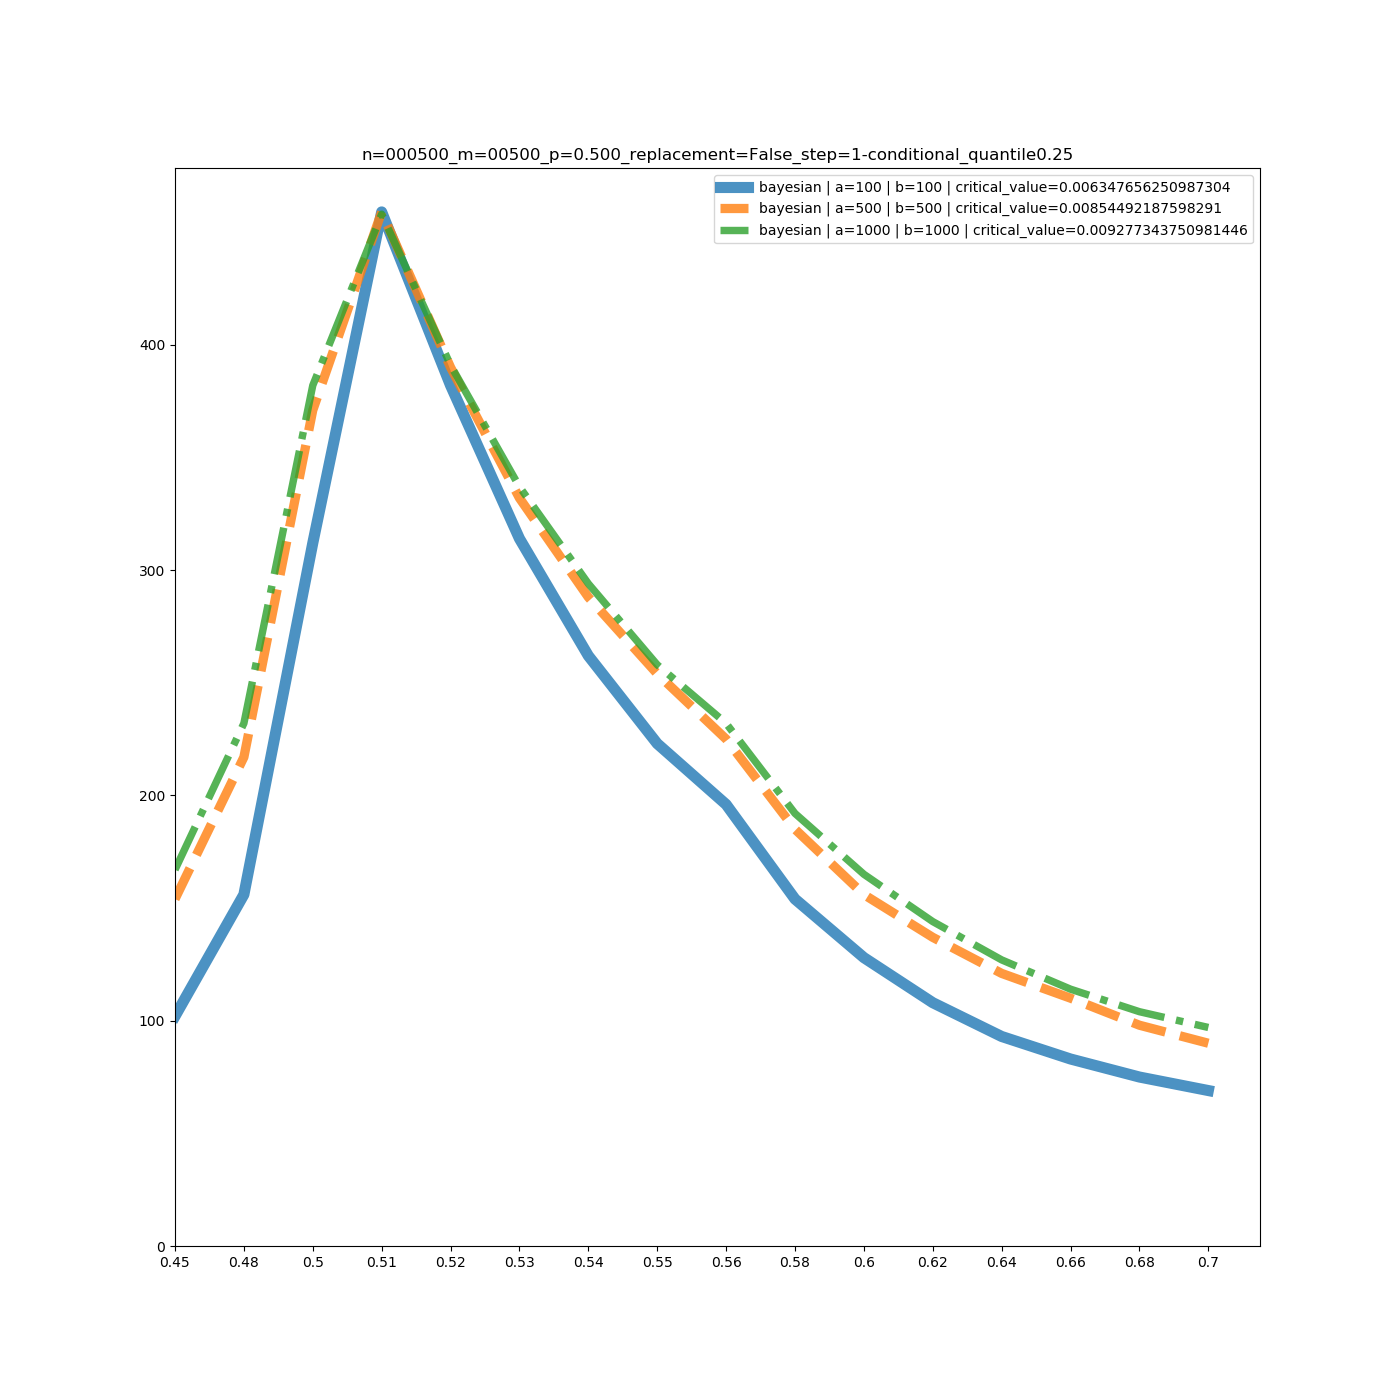 n=000500_m=00500_p=0.500_replacement=False_step=1-conditional_quantile0.25
bayesian | a=100 | b=100 | critical_value=0.006347656250987304
bayesian | a=500 | b=500 | critical_value=0.00854492187598291
bayesian | a=1000 | b=1000 | critical_value=0.009277343750981446
400
300
200
100
0
0.45 0.48 0.5 0.51 0.52 0.53 0.54 0.55 0.56 0.58 0.6 0.62 0.64 0.66 0.68 0.7